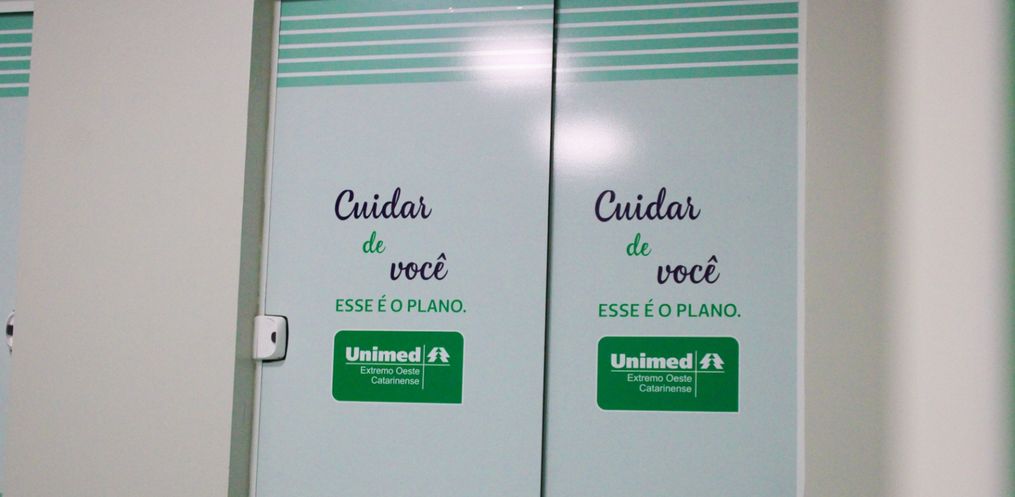 Cuidar
de
você
ESSE É O PLANO.
Unimed
Extremo Oeste
Catarinense
Cuidar
de
você
ESSE É O PLANO.
Unimed
Extremo Oeste
Catarinense